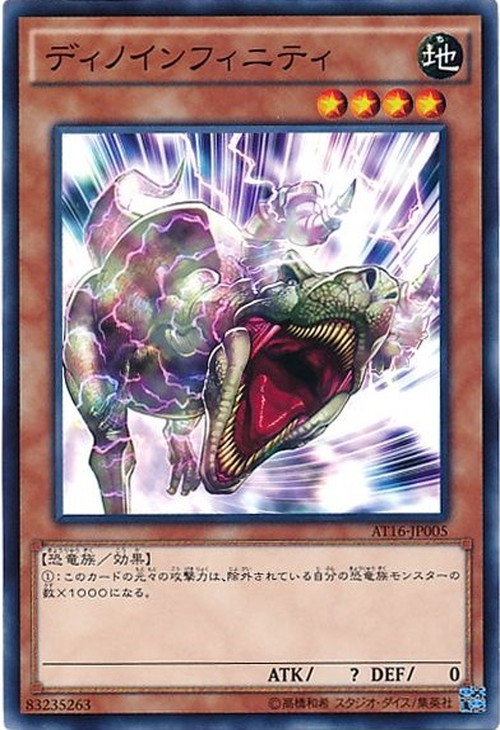 ディノインフィニティ
地
AT16-JP005
【恐竜族/効果】
①:このカードの元々の攻撃力は、除外されている自分の恐竜族モンスターの
数×1000になる。
ATK/ ? DEF/ 0
83235263
©高橋和希 スタジオ・ダイス/集英社